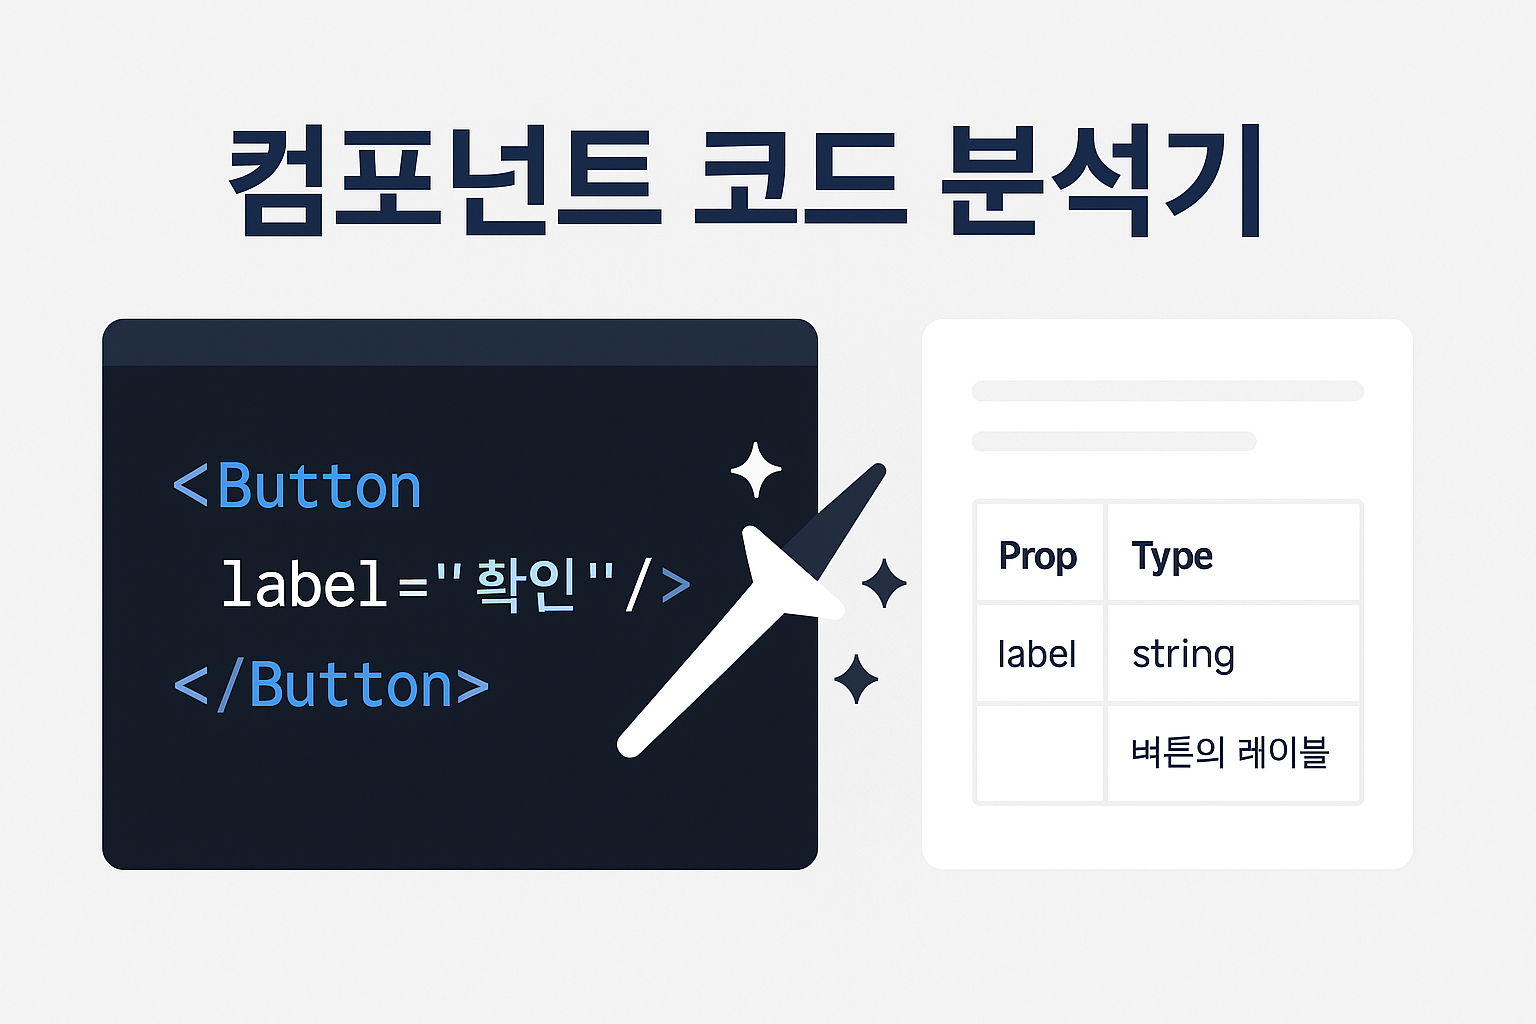 컴포넌트 코드 분석기
<Button
label="확인"/>
</Button>
Prop Type
label string
벼튼의 레이블